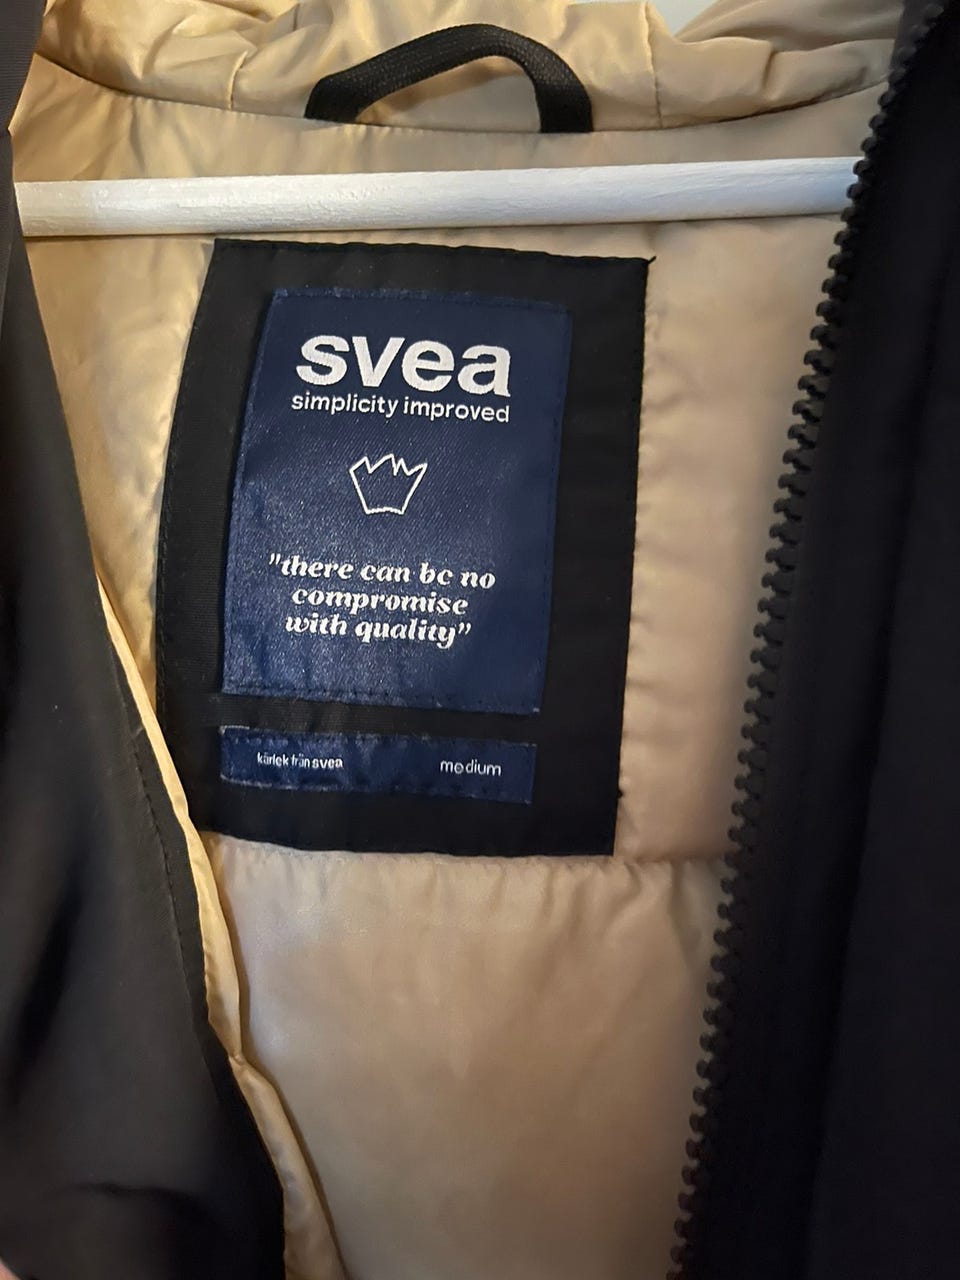 svea
simplicity improved
"there can be no
compromise
with quality"
kärlek från svea medium